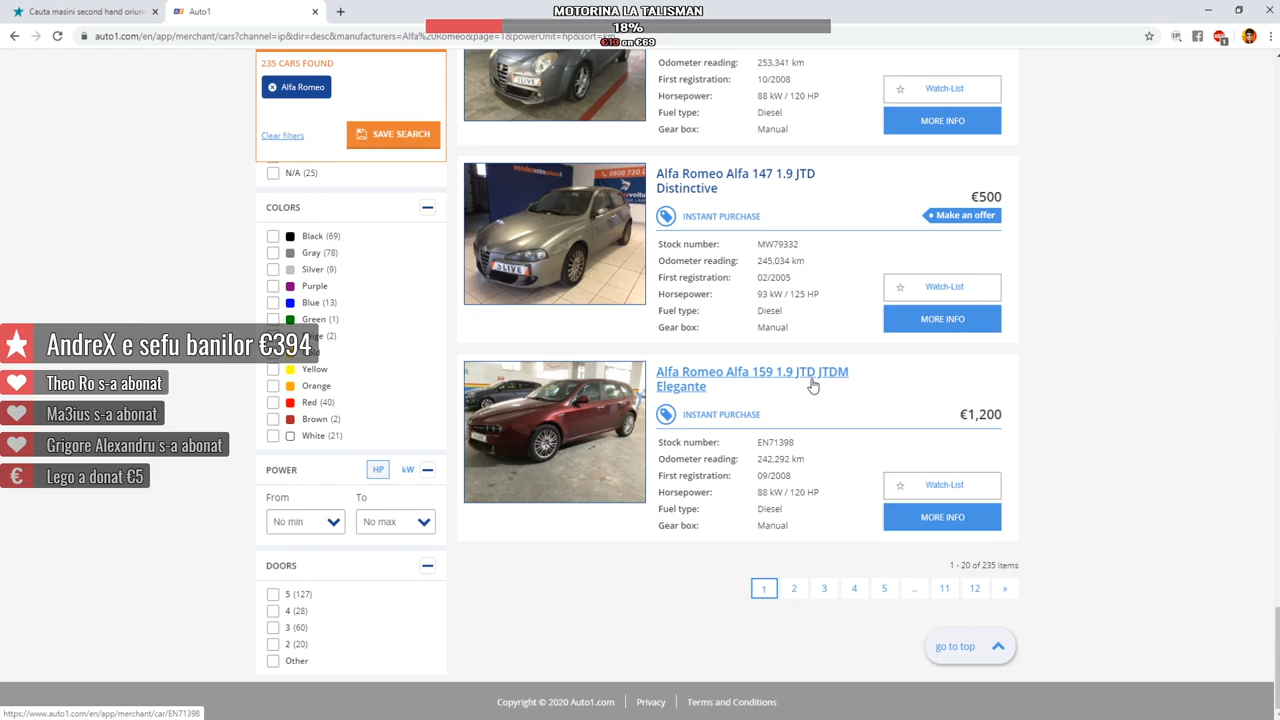 Cauta masini second hand oriun
Auto1
MOTORINA LA TALISMAN
18%
€13 on €69
auto1.com/en/app/merchant/cars?channel=ip&dir=desc&manufacturers=Alfa%20Romeo&page=1&powerUnit=hp&sort=km
235 CARS FOUND
Alfa Romeo
Clear filters
SAVE SEARCH
N/A (25)
COLORS
Black (69)
Gray (78)
Silver (9)
Purple
Blue (13)
Green (1)
Yellow
Orange
Red (40)
Brown (2)
White (21)
POWER
HP
kW
From
To
No min
No max
DOORS
5 (127)
4 (28)
3 (60)
2 (20)
Other
AndreX e sefu banilor €394
Theo Ro s-a abonat
Ma3ius s-a abonat
Grigore Alexandru s-a abonat
Lego a donat €5
Odometer reading: 253,341 km
First registration: 10/2008
Horsepower: 88 kW / 120 HP
Fuel type: Diesel
Gear box: Manual
Watch-List
MORE INFO
Alfa Romeo Alfa 147 1.9 JTD
Distinctive
€500
INSTANT PURCHASE
Make an offer
Stock number: MW79332
Odometer reading: 245,034 km
First registration: 02/2005
Horsepower: 93 kW / 125 HP
Fuel type: Diesel
Gear box: Manual
Watch-List
MORE INFO
Alfa Romeo Alfa 159 1.9 JTD JTDM
Elegante
INSTANT PURCHASE
€1,200
Stock number: EN71398
Odometer reading: 242,292 km
First registration: 09/2008
Horsepower: 88 kW / 120 HP
Fuel type: Diesel
Gear box: Manual
Watch-List
MORE INFO
1 - 20 of 235 items
1 2 3 4 5 .. 11 12 »
go to top
Copyright © 2020 Auto1.com
Privacy
Terms and Conditions
https://www.auto1.com/en/app/merchant/car/EN71398